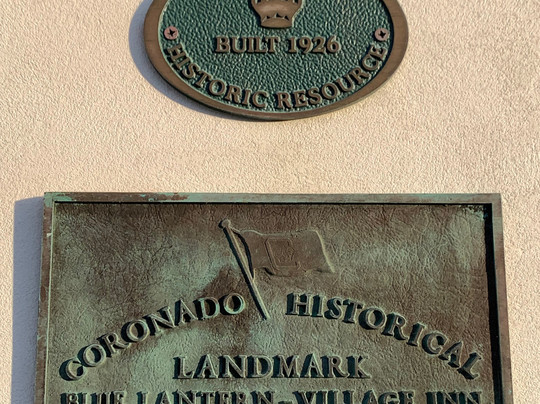 BUILT 1926
HISTORIC RESOURCE
CORONADO HISTORICAL
LANDMARK
BLUE LANTERN-VILLAGE INN